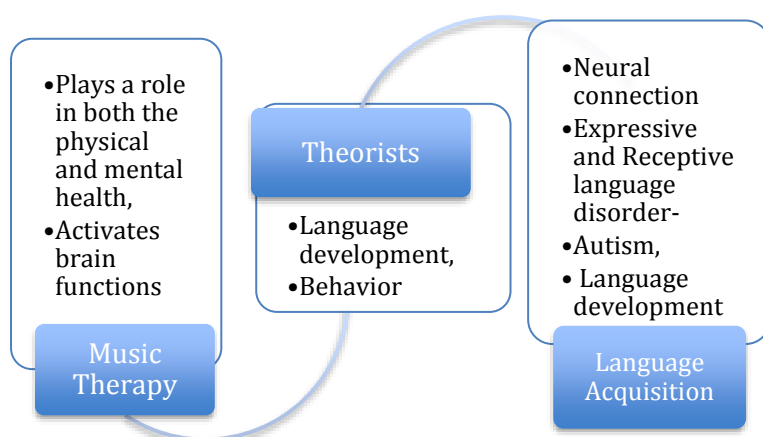 •Plays a role
in both the
physical
and mental
health,
•Activates
brain
functions
Music
Therapy
Theorists
•Language
development,
•Behavior
•Neural
connection
•Expressive
and Receptive
language
disorder-
•Autism,
• Language
development
Language
Acquisition